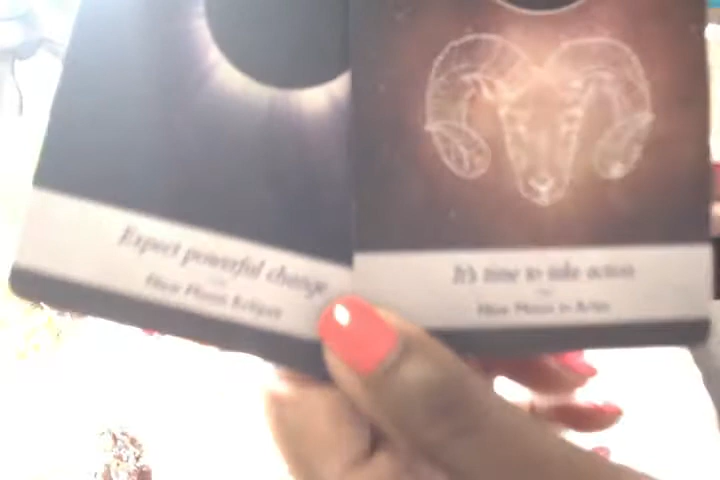 Expect powerful change
New Moon Eclipse
It's time to take action
New Moon in Aries